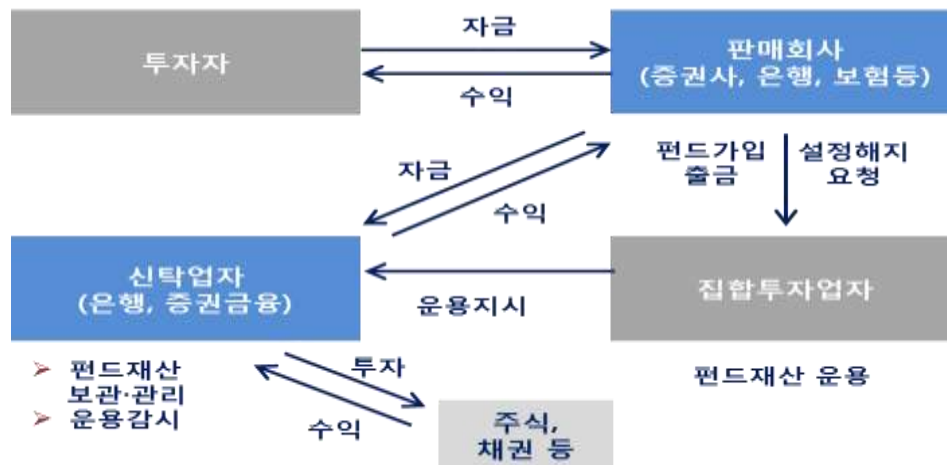 자금
투자자
판매회사
(증권사, 은행, 보험등)
수익
펀드가입
출금
설정해지
요청
자금
수익
신탁업자
(은행, 증권금융)
집합투자업자
운용지시
➢ 펀드재산
보관·관리
➢ 운용감시
투자
수익
펀드재산 운용
주식,
채권 등